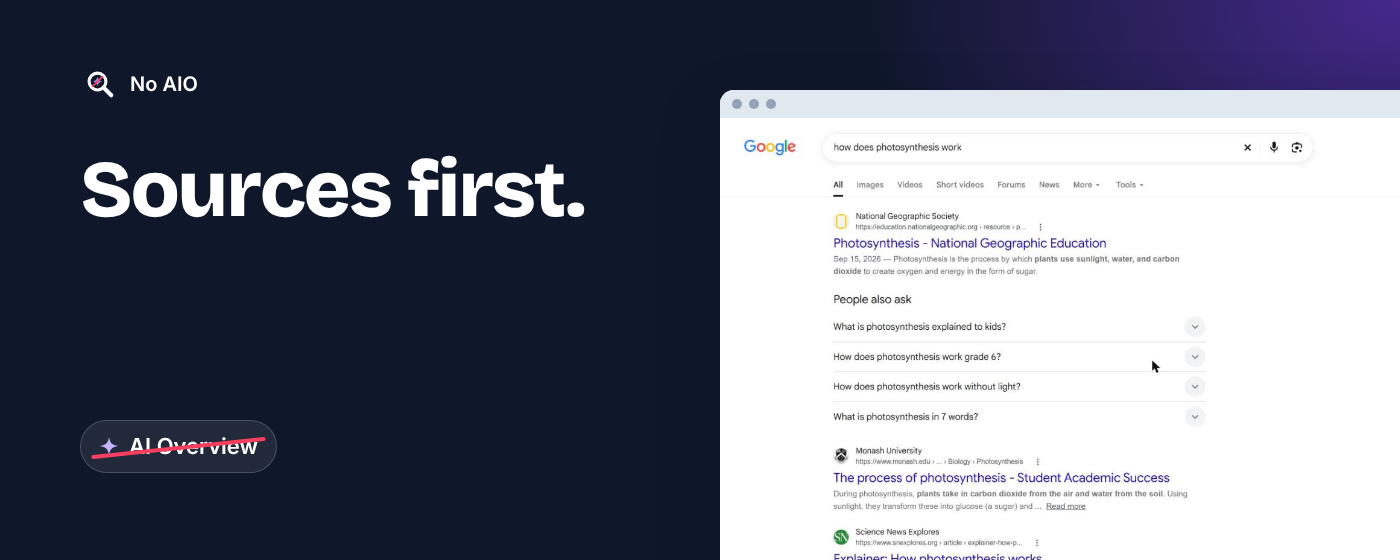 No AIO
Sources first.
AI Overview
Google
how does photosynthesis work
All Images Videos Short videos Forums News More Tools
National Geographic Society
https://education.nationalgeographic.org › resource › p...
Photosynthesis - National Geographic Education
Sep 15, 2026 — Photosynthesis is the process by which plants use sunlight, water, and carbon
dioxide to create oxygen and energy in the form of sugar.
People also ask
What is photosynthesis explained to kids?
How does photosynthesis work grade 6?
How does photosynthesis work without light?
What is photosynthesis in 7 words?
Monash University
https://www.monash.edu › ... › Biology › Photosynthesis
The process of photosynthesis - Student Academic Success
During photosynthesis, plants take in carbon dioxide from the air and water from the soil. Using
sunlight, they transform these into glucose (a sugar) and ... Read more
SN
Science News Explores
https://www.snexplores.org › article › explainer-how-p...
Explainer: How photosynthesis works